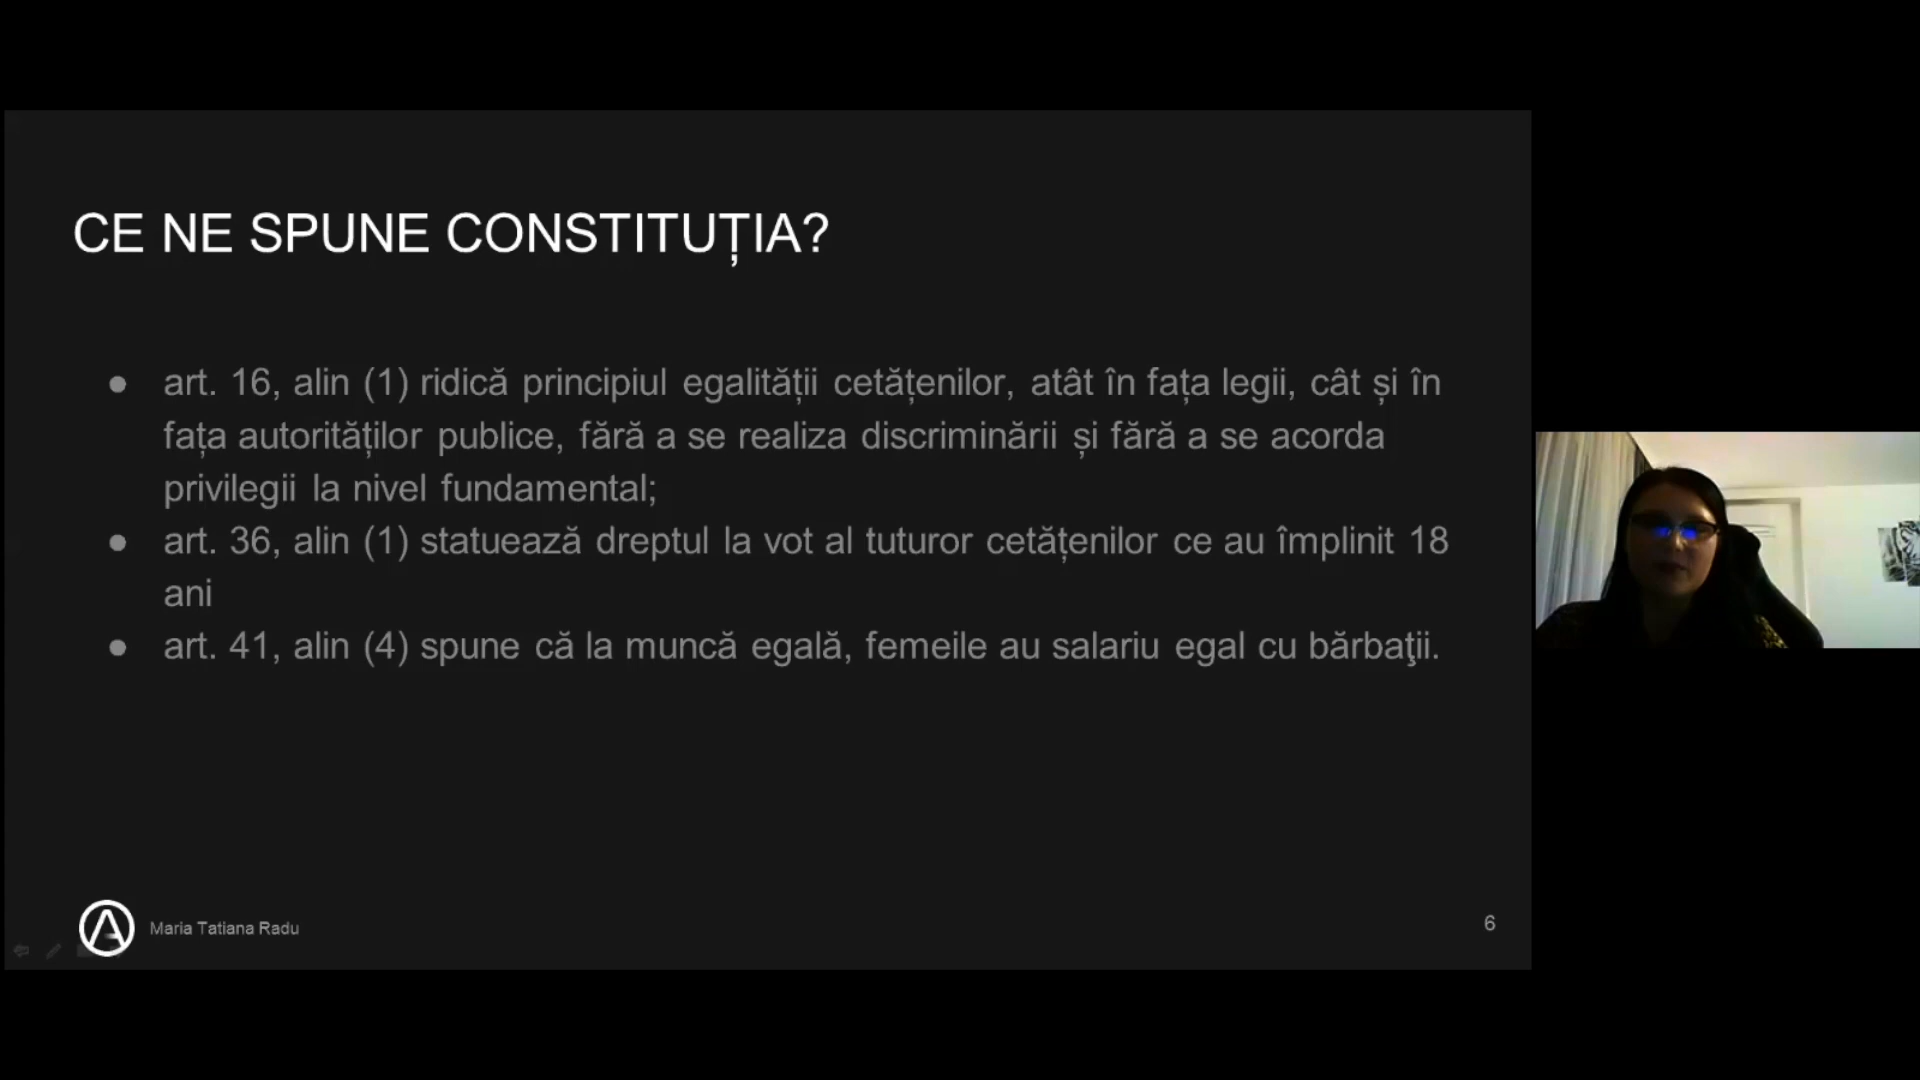 CE NE SPUNE CONSTITUȚIA?
● art. 16, alin (1) ridică principiul egalității cetățenilor, atât în fața legii, cât și în
fața autorităților publice, fără a se realiza discriminării și fără a se acorda
privilegii la nivel fundamental;
● art. 36, alin (1) statuează dreptul la vot al tuturor cetățenilor ce au împlinit 18
ani
● art. 41, alin (4) spune că la muncă egală, femeile au salariu egal cu bărbaţii.
Maria Tatiana Radu
6